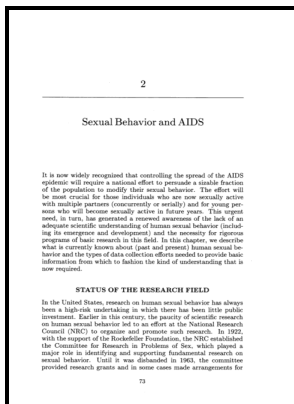 2
Sexual Behavior and AIDS
It is now widely recognized that controlling the spread of the AIDS
epidemic will require a national effort to persuade a sizable fraction
of the population to modify their sexual behavior. The effort will
be most crucial for those individuals who are now sexually active
with multiple partners (concurrently or serially) and for young per-
sons who will become sexually active in future years. This urgent
need, in turn, has generated a renewed awareness of the lack of an
adequate scientific understanding of human sexual behavior (includ-
ing its emergence and development) and the necessity for rigorous
programs of basic research in this field. In this chapter, we describe
what is currently known about (past and present) human sexual be-
havior and the types of data collection efforts needed to provide basic
information from which to fashion the kind of understanding that is
now required.
STATUS OF THE RESEARCH FIELD
In the United States, research on human sexual behavior has always
been a high-risk undertaking in which there has been little public
investment. Earlier in this century, the paucity of scientific research
on human sexual behavior led to an effort at the National Research
Council (NRC) to organize and promote such research. In 1922,
with the support of the Rockefeller Foundation, the NRC established
the Committee for Research in Problems of Sex, which played a
major role in identifying and supporting fundamental research on
sexual behavior. Until it was disbanded in 1963, the committee
provided research grants and in some cases made arrangements for
73